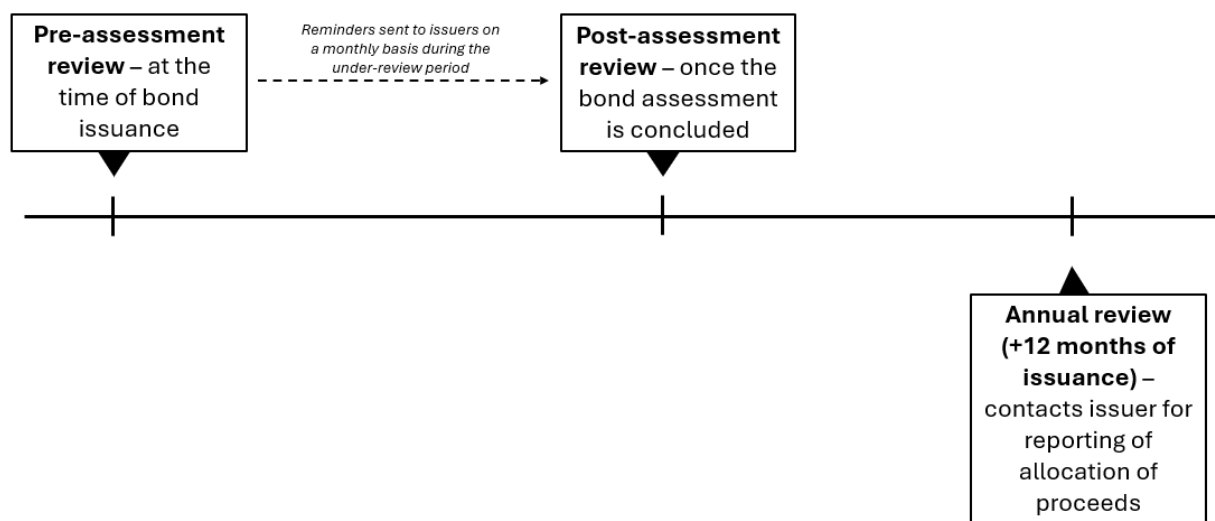 Pre-assessment
review – at the
time of bond
issuance
Reminders sent to issuers on
a monthly basis during the
under-review period
Post-assessment
review – once the
bond assessment
is concluded
Annual review
(+12 months of
issuance) –
contacts issuer for
reporting of
allocation of
proceeds